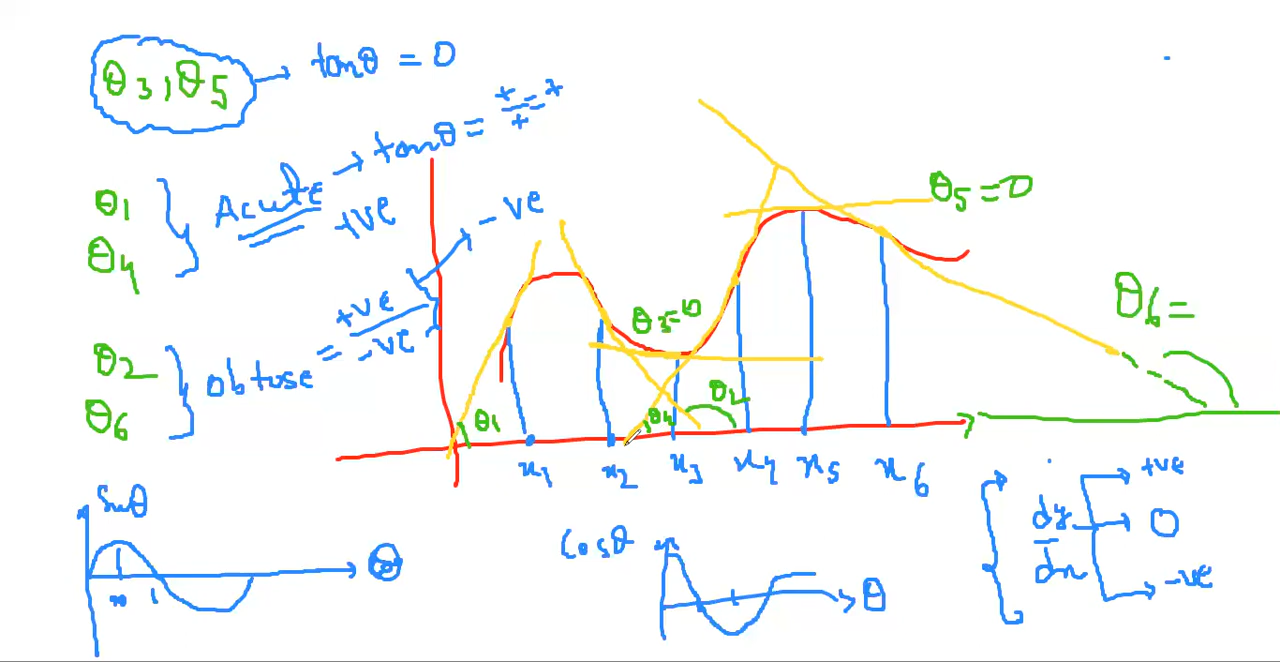 θ3, θ5 → tanθ = 0
θ1
θ4
Acute → tanθ = +/+ = +
+ve
θ2
θ6
obtuse = +ve/-ve
-ve
θ1
θ3=0
θ4
θ2
θ5=0
θ6=
x1 x2 x3 x4 x5 x6
Sinθ
θ
Cosθ
θ
dy/dx
+ve
0
-ve